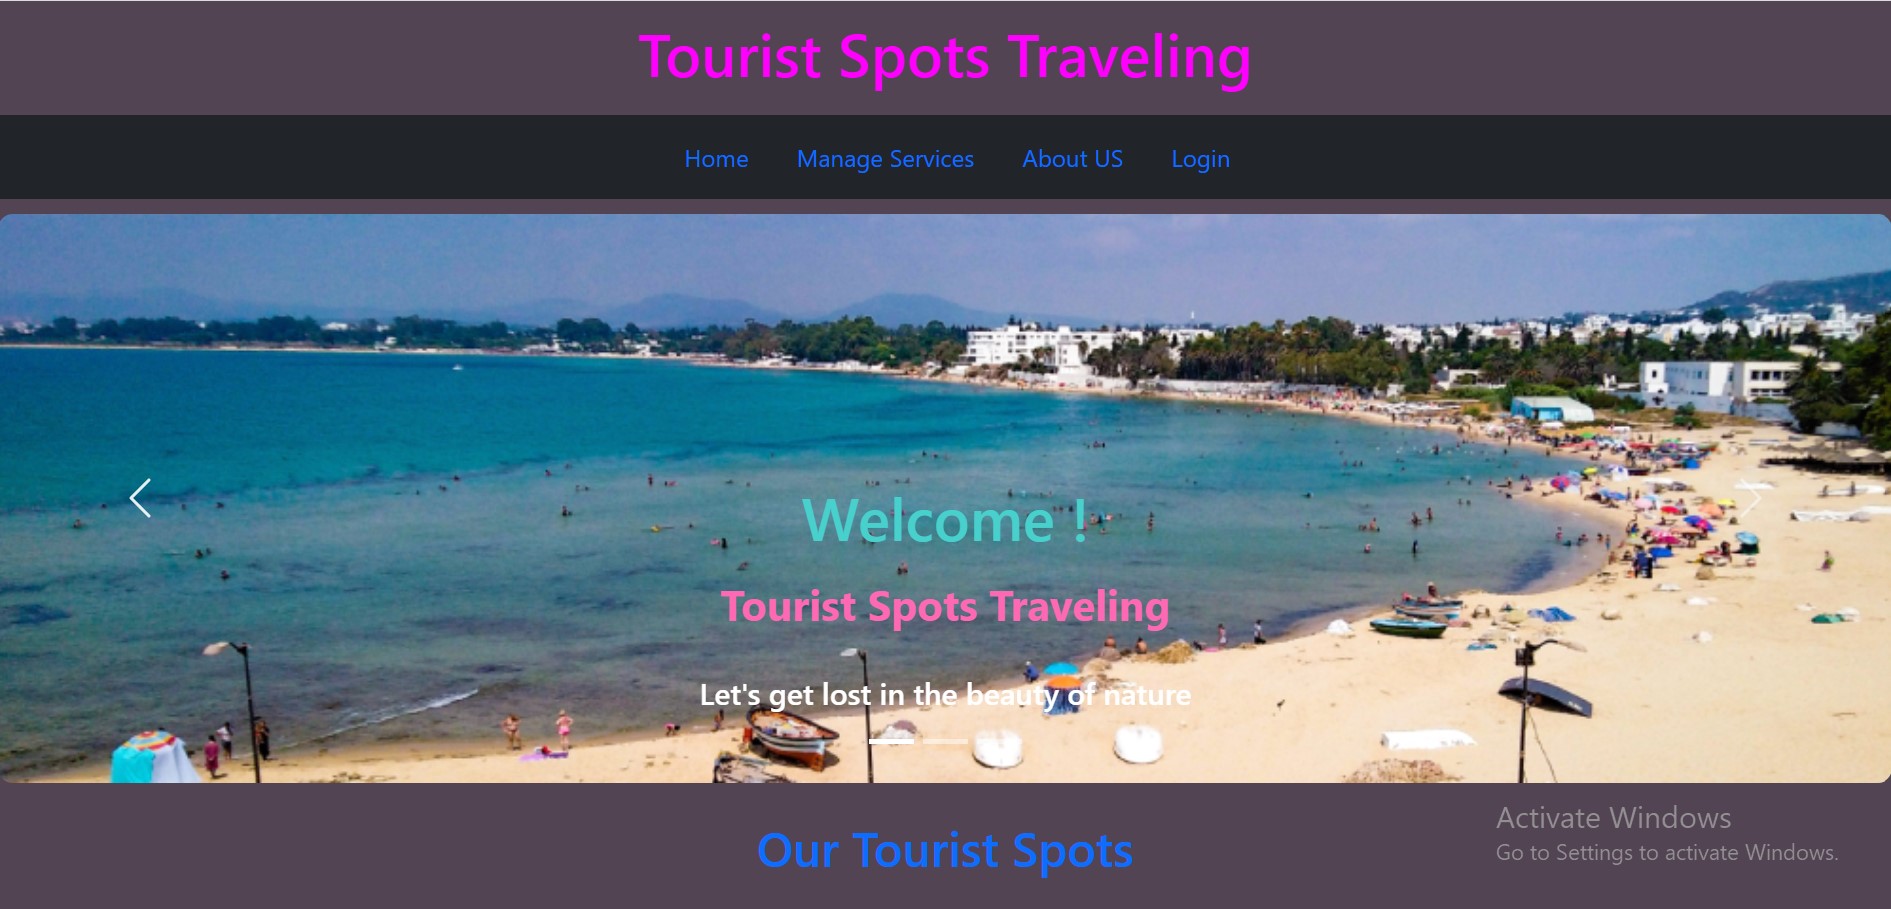 Tourist Spots Traveling
Home Manage Services About US Login
Welcome !
Tourist Spots Traveling
Let's get lost in the beauty of nature
Our Tourist Spots
Activate Windows
Go to Settings to activate Windows.